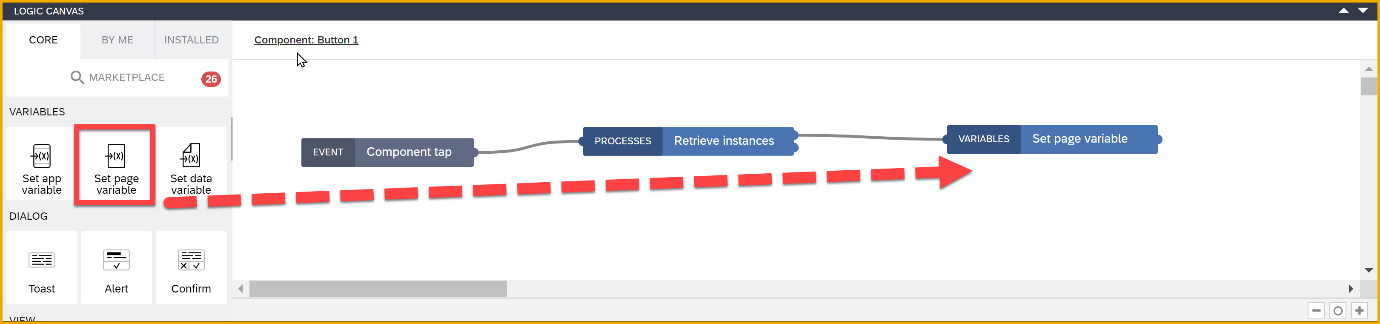 LOGIC CANVAS
CORE BY ME INSTALLED
Component: Button 1
MARKETPLACE 26
VARIABLES
(x) (x) (x)
Set app variable
Set page variable
Set data variable
EVENT Component tap
PROCESSES Retrieve instances
VARIABLES Set page variable
DIALOG
Toast Alert Confirm
VIEW